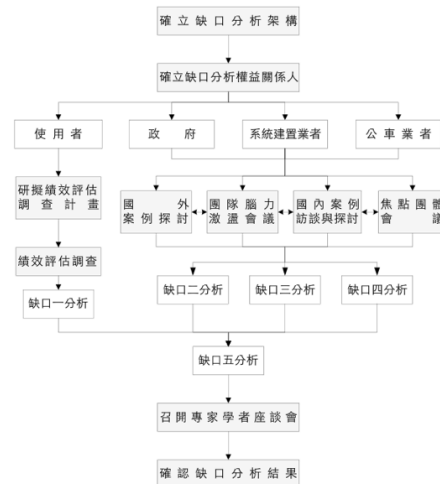 確立缺口分析架構
確立缺口分析權益關係人
使用者
政府
系統建置業者
公車業者
研擬績效評估
調查計畫
國外
案例探討
團隊腦力
激盪會議
國內案例
訪談與探討
焦點團體
會議
績效評估調查
缺口一分析
缺口二分析
缺口三分析
缺口四分析
缺口五分析
召開專家學者座談會
確認缺口分析結果